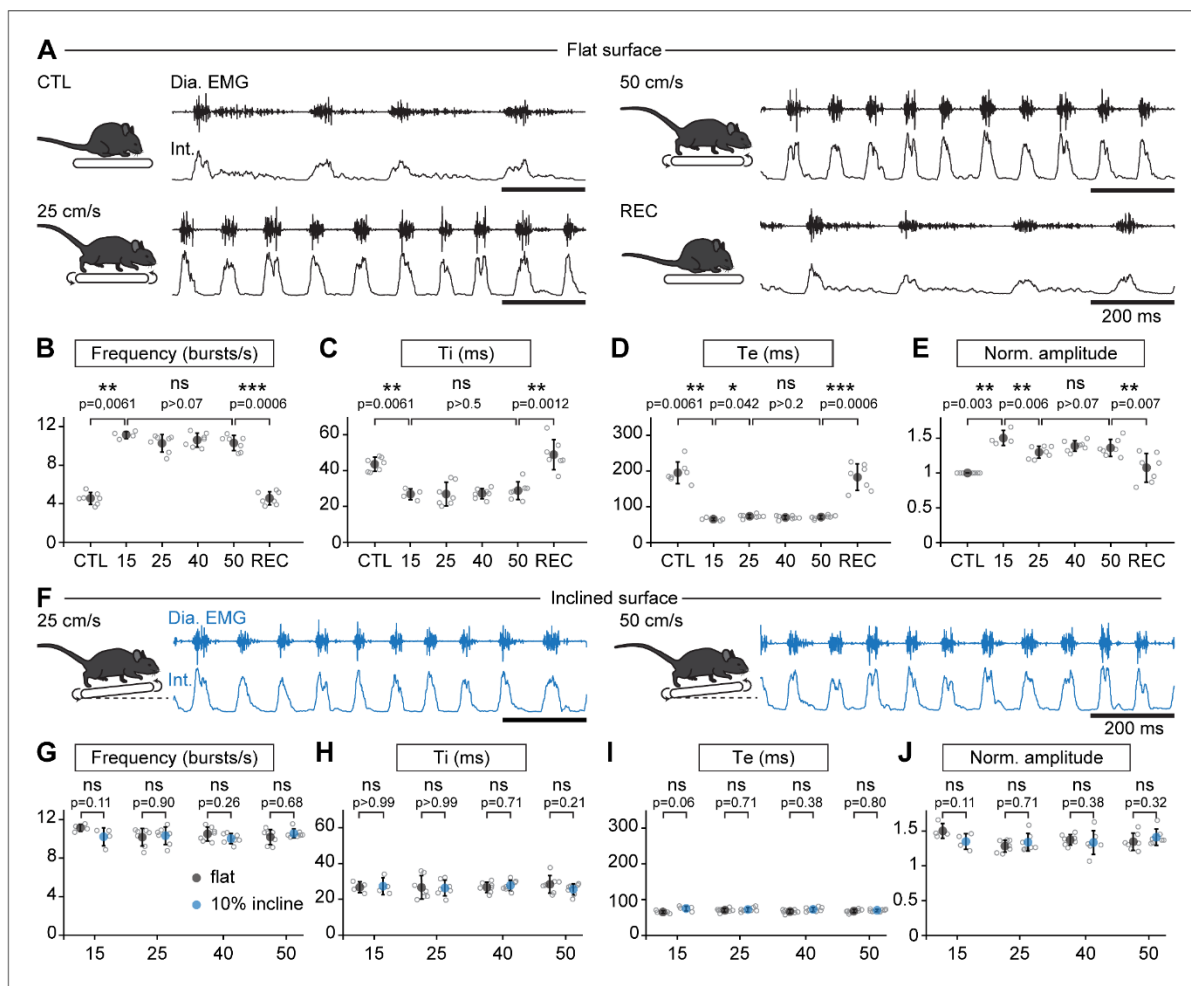 A
Flat surface
CTL
Dia. EMG
Int.
50 cm/s
25 cm/s
REC
200 ms
B
Frequency (bursts/s)
** ns ***
p=0,0061 p>0.07 p=0.0006
12
8
4
0
CTL 15 25 40 50 REC
C
Ti (ms)
** ns **
p=0.0061 p>0.5 p=0.0012
60
40
20
0
CTL 15 25 40 50 REC
D
Te (ms)
** * ns ***
p=0.0061 p=0.042 p>0.2 p=0.0006
300
200
100
0
CTL 15 25 40 50 REC
E
Norm. amplitude
** ** ns **
p=0.003 p=0.006 p>0.07 p=0.007
1.5
1
0.5
0
CTL 15 25 40 50 REC
F
Inclined surface
25 cm/s
Dia. EMG
Int.
50 cm/s
200 ms
G
Frequency (bursts/s)
ns ns ns ns
p=0.11 p=0.90 p=0.26 p=0.68
12
8
4
0
flat
10% incline
15 25 40 50
H
Ti (ms)
ns ns ns ns
p>0.99 p>0.99 p=0.71 p=0.21
60
40
20
0
15 25 40 50
I
Te (ms)
ns ns ns ns
p=0.06 p=0.71 p=0.38 p=0.80
300
200
100
0
15 25 40 50
J
Norm. amplitude
ns ns ns ns
p=0.11 p=0.71 p=0.38 p=0.32
1.5
1
0.5
0
15 25 40 50